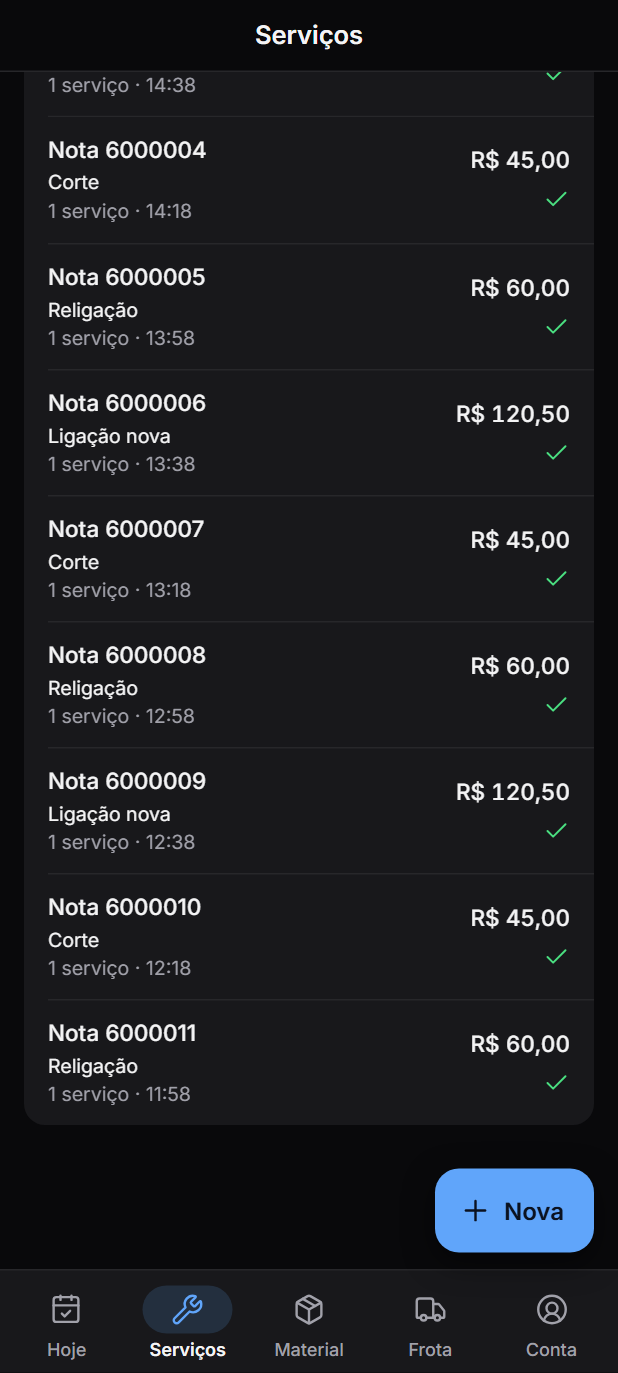 Serviços
1 serviço · 14:38
Nota 6000004
R$ 45,00
Corte
1 serviço · 14:18
Nota 6000005
R$ 60,00
Religação
1 serviço · 13:58
Nota 6000006
R$ 120,50
Ligação nova
1 serviço · 13:38
Nota 6000007
R$ 45,00
Corte
1 serviço · 13:18
Nota 6000008
R$ 60,00
Religação
1 serviço · 12:58
Nota 6000009
R$ 120,50
Ligação nova
1 serviço · 12:38
Nota 6000010
R$ 45,00
Corte
1 serviço · 12:18
Nota 6000011
R$ 60,00
Religação
1 serviço · 11:58
+ Nova
Hoje Serviços Material Frota Conta